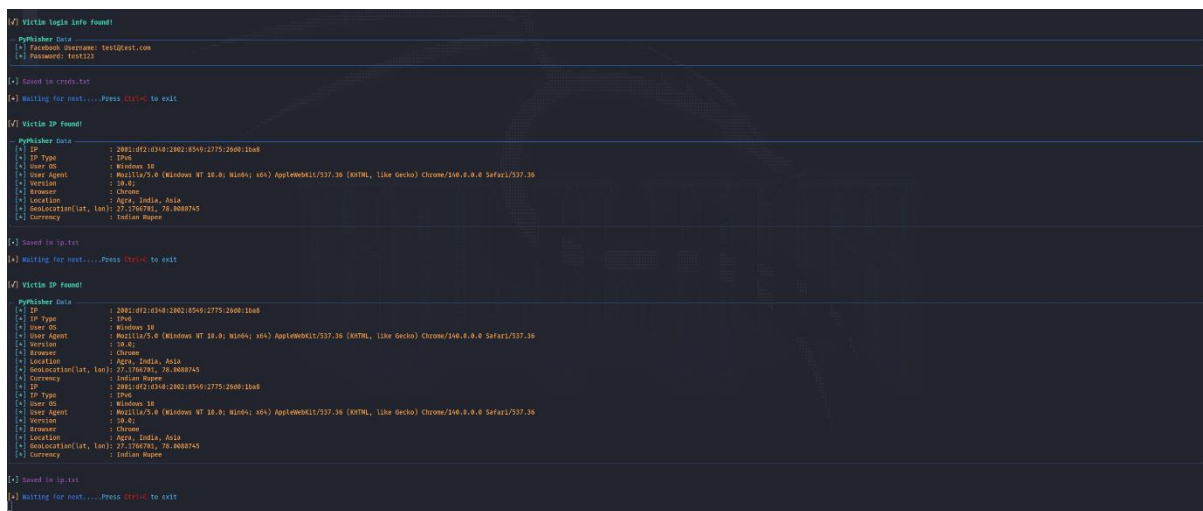 [√] Victim login info found!
PyPhisher Data
[*] Facebook Username: test@test.com
[*] Password: test123
[•] Saved in creds.txt
[+] Waiting for next.....Press Ctrl+C to exit
[√] Victim IP found!
PyPhisher Data
[*] IP : 2001:df2:d340:2002:8549:2775:26d0:1ba8
[*] IP Type : IPv6
[*] User OS : Windows 10
[*] User Agent : Mozilla/5.0 (Windows NT 10.0; Win64; x64) AppleWebKit/537.36 (KHTML, like Gecko) Chrome/140.0.0.0 Safari/537.36
[*] Version : 10.0;
[*] Browser : Chrome
[*] Location : Agra, India, Asia
[*] GeoLocation(lat, lon): 27.1766701, 78.0080745
[*] Currency : Indian Rupee
[•] Saved in ip.txt
[+] Waiting for next.....Press Ctrl+C to exit
[√] Victim IP found!
PyPhisher Data
[*] IP : 2001:df2:d340:2002:8549:2775:26d0:1ba8
[*] IP Type : IPv6
[*] User OS : Windows 10
[*] User Agent : Mozilla/5.0 (Windows NT 10.0; Win64; x64) AppleWebKit/537.36 (KHTML, like Gecko) Chrome/140.0.0.0 Safari/537.36
[*] Version : 10.0;
[*] Browser : Chrome
[*] Location : Agra, India, Asia
[*] GeoLocation(lat, lon): 27.1766701, 78.0080745
[*] Currency : Indian Rupee
[*] IP : 2001:df2:d340:2002:8549:2775:26d0:1ba8
[*] IP Type : IPv6
[*] User OS : Windows 10
[*] User Agent : Mozilla/5.0 (Windows NT 10.0; Win64; x64) AppleWebKit/537.36 (KHTML, like Gecko) Chrome/140.0.0.0 Safari/537.36
[*] Version : 10.0;
[*] Browser : Chrome
[*] Location : Agra, India, Asia
[*] GeoLocation(lat, lon): 27.1766701, 78.0080745
[*] Currency : Indian Rupee
[•] Saved in ip.txt
[+] Waiting for next.....Press Ctrl+C to exit